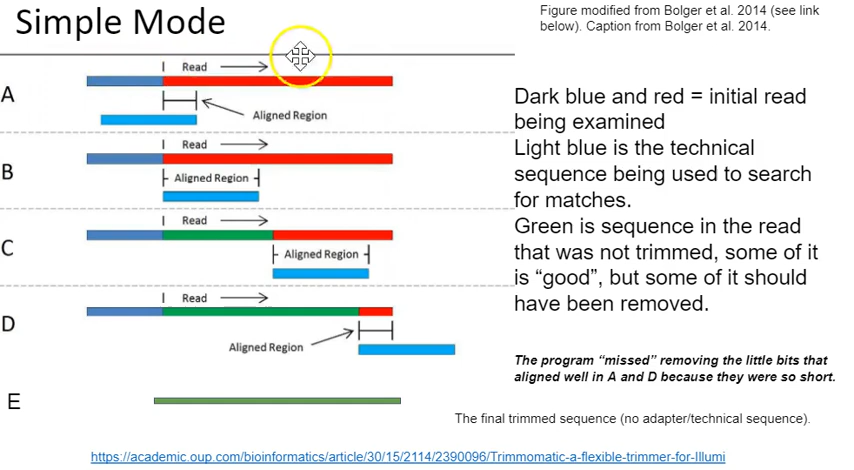 Simple Mode
Figure modified from Bolger et al. 2014 (see link
below). Caption from Bolger et al. 2014.
Read
A
Aligned Region
Read
B
Aligned Region
Read
C
Aligned Region
Read
D
Aligned Region
E
Dark blue and red = initial read
being examined
Light blue is the technical
sequence being used to search
for matches.
Green is sequence in the read
that was not trimmed, some of it
is “good”, but some of it should
have been removed.
The program “missed” removing the little bits that
aligned well in A and D because they were so short.
The final trimmed sequence (no adapter/technical sequence).
https://academic.oup.com/bioinformatics/article/30/15/2114/2390096/Trimmomatic-a-flexible-trimmer-for-Illumi